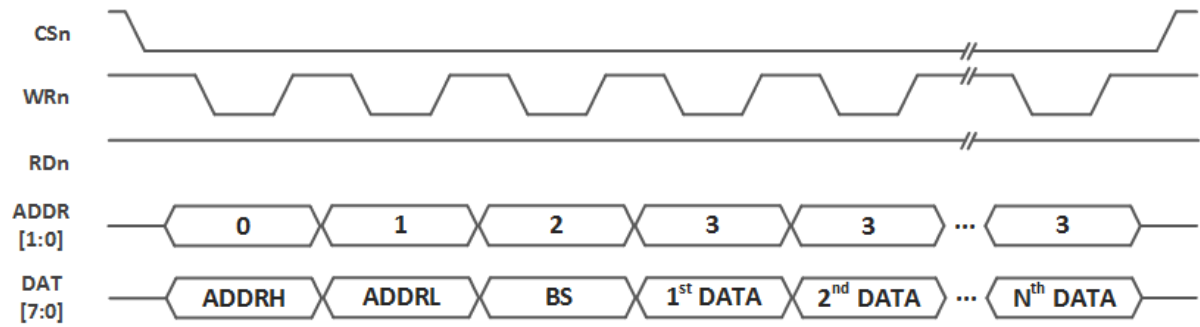 CSn
WRn
RDn
ADDR
[1:0]
0 1 2 3 3 ... 3
DAT
[7:0]
ADDRH ADDRL BS 1st DATA 2nd DATA ... Nth DATA